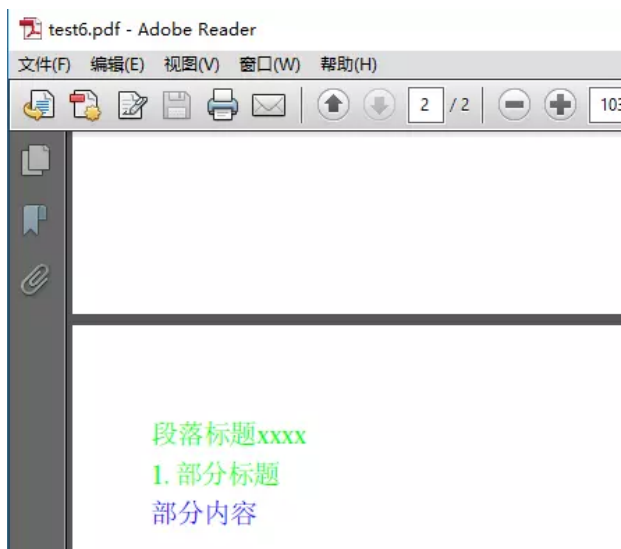 test6.pdf - Adobe Reader
文件(F) 编辑(E) 视图(V) 窗口(W) 帮助(H)
2 / 2 103
段落标题xxxx
1. 部分标题
部分内容